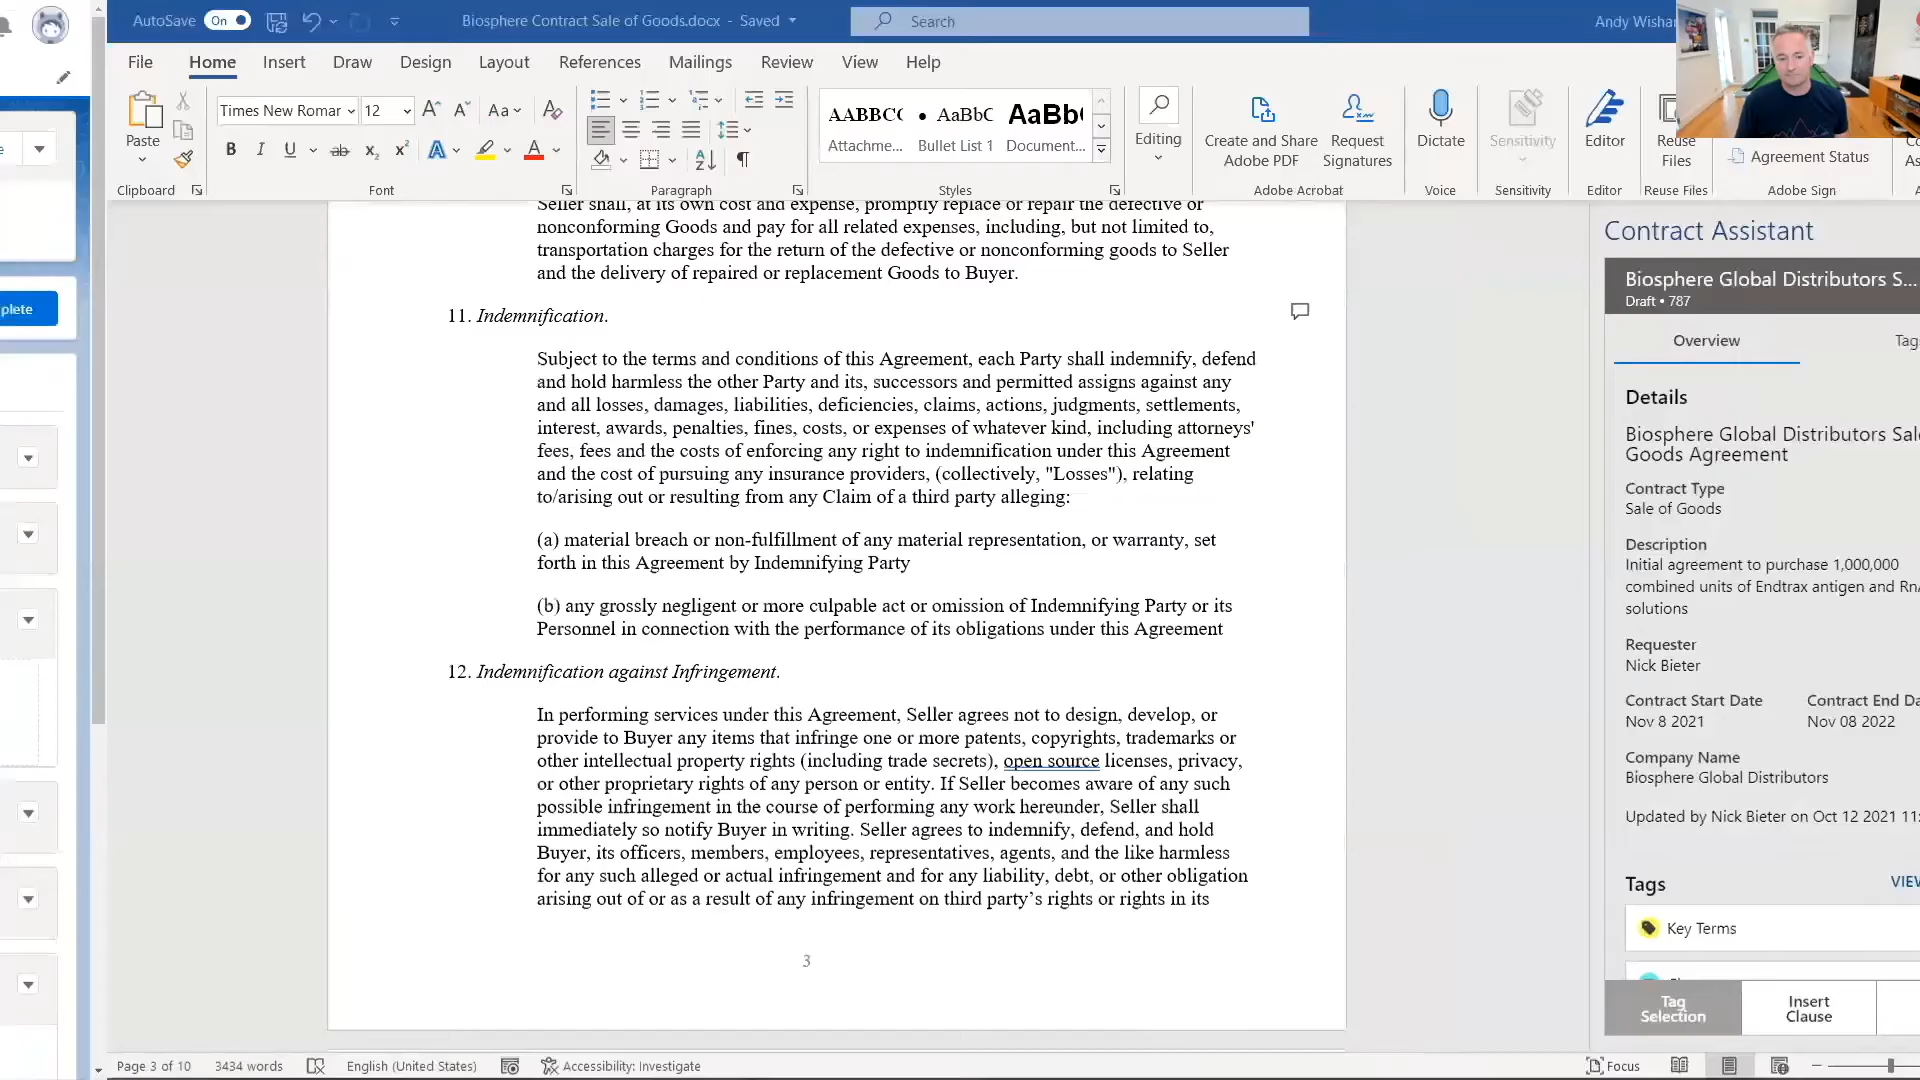 AutoSave On Biosphere Contract Sale of Goods.docx - Saved Search Andy Wishar
File Home Insert Draw Design Layout References Mailings Review View Help
Paste
Times New Romar 12
Aa
B I U ab x₂ x² A A
AABBCC AaBbC AaBb
Attachme... Bullet List 1 Document...
Editing
Create and Share Adobe PDF
Request Signatures
Dictate
Sensitivity
Editor
Reuse Files
Agreement Status
Clipboard Font Paragraph Styles Adobe Acrobat Voice Sensitivity Editor Reuse Files Adobe Sign
plete
Seller shall, at its own cost and expense, promptly replace or repair the defective or
nonconforming Goods and pay for all related expenses, including, but not limited to,
transportation charges for the return of the defective or nonconforming goods to Seller
and the delivery of repaired or replacement Goods to Buyer.
11. Indemnification.
Subject to the terms and conditions of this Agreement, each Party shall indemnify, defend
and hold harmless the other Party and its, successors and permitted assigns against any
and all losses, damages, liabilities, deficiencies, claims, actions, judgments, settlements,
interest, awards, penalties, fines, costs, or expenses of whatever kind, including attorneys'
fees, fees and the costs of enforcing any right to indemnification under this Agreement
and the cost of pursuing any insurance providers, (collectively, "Losses"), relating
to/arising out or resulting from any Claim of a third party alleging:
(a) material breach or non-fulfillment of any material representation, or warranty, set
forth in this Agreement by Indemnifying Party
(b) any grossly negligent or more culpable act or omission of Indemnifying Party or its
Personnel in connection with the performance of its obligations under this Agreement
12. Indemnification against Infringement.
In performing services under this Agreement, Seller agrees not to design, develop, or
provide to Buyer any items that infringe one or more patents, copyrights, trademarks or
other intellectual property rights (including trade secrets), open source licenses, privacy,
or other proprietary rights of any person or entity. If Seller becomes aware of any such
possible infringement in the course of performing any work hereunder, Seller shall
immediately so notify Buyer in writing. Seller agrees to indemnify, defend, and hold
Buyer, its officers, members, employees, representatives, agents, and the like harmless
for any such alleged or actual infringement and for any liability, debt, or other obligation
arising out of or as a result of any infringement on third party’s rights or rights in its
3
Contract Assistant
Biosphere Global Distributors S...
Draft • 787
Overview Tag
Details
Biosphere Global Distributors Sal
Goods Agreement
Contract Type
Sale of Goods
Description
Initial agreement to purchase 1,000,000
combined units of Endtrax antigen and RnA
solutions
Requester
Nick Bieter
Contract Start Date Contract End Da
Nov 8 2021 Nov 08 2022
Company Name
Biosphere Global Distributors
Updated by Nick Bieter on Oct 12 2021 11:
Tags VIEW
Key Terms
Tag Selection
Insert Clause
Page 3 of 10 3434 words English (United States) Accessibility: Investigate Focus